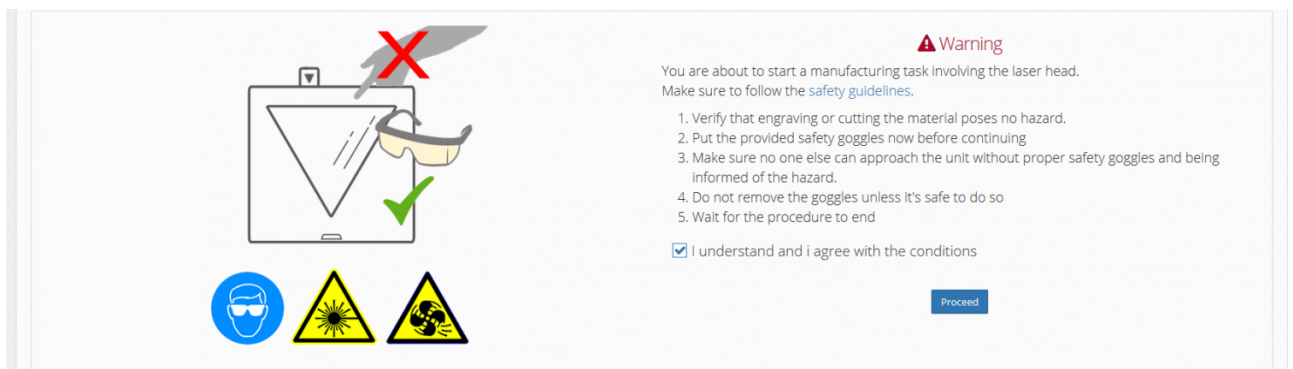 Warning
You are about to start a manufacturing task involving the laser head.
Make sure to follow the safety guidelines.
1. Verify that engraving or cutting the material poses no hazard.
2. Put the provided safety goggles now before continuing
3. Make sure no one else can approach the unit without proper safety goggles and being
informed of the hazard.
4. Do not remove the goggles unless it's safe to do so
5. Wait for the procedure to end
I understand and i agree with the conditions
Proceed